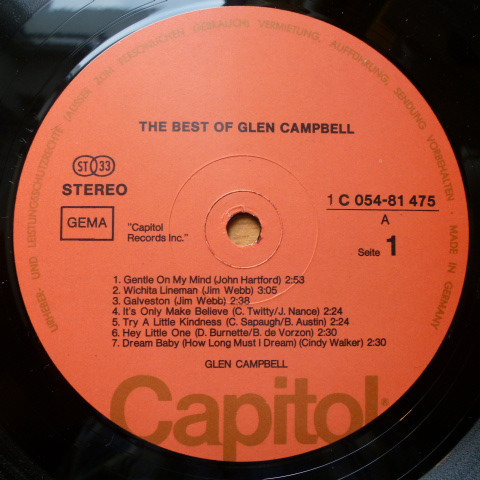 URHEBER- UND LEISTUNGSSCHUTZRECHTE (AUSSER ZUM PERSÖNLICHEN GEBRAUCH) VERMIETUNG, AUFFÜHRUNG, SENDUNG VORBEHALTEN · MADE IN GERMANY
THE BEST OF GLEN CAMPBELL
ST 33
STEREO
1 C 054-81 475
A
GEMA
"Capitol
Records Inc."
Seite 1
1. Gentle On My Mind (John Hartford) 2:53
2. Wichita Lineman (Jim Webb) 3:05
3. Galveston (Jim Webb) 2:38
4. It's Only Make Believe (C. Twitty/J. Nance) 2:30
5. Try A Little Kindness (C. Sapaugh/B. Austin) 2:30
6. Hey Little One (D. Burnette/B. de Vorzon) 2:30
7. Dream Baby (How Long Must I Dream) (Cindy Walker) 2:30
GLEN CAMPBELL
Capitol®